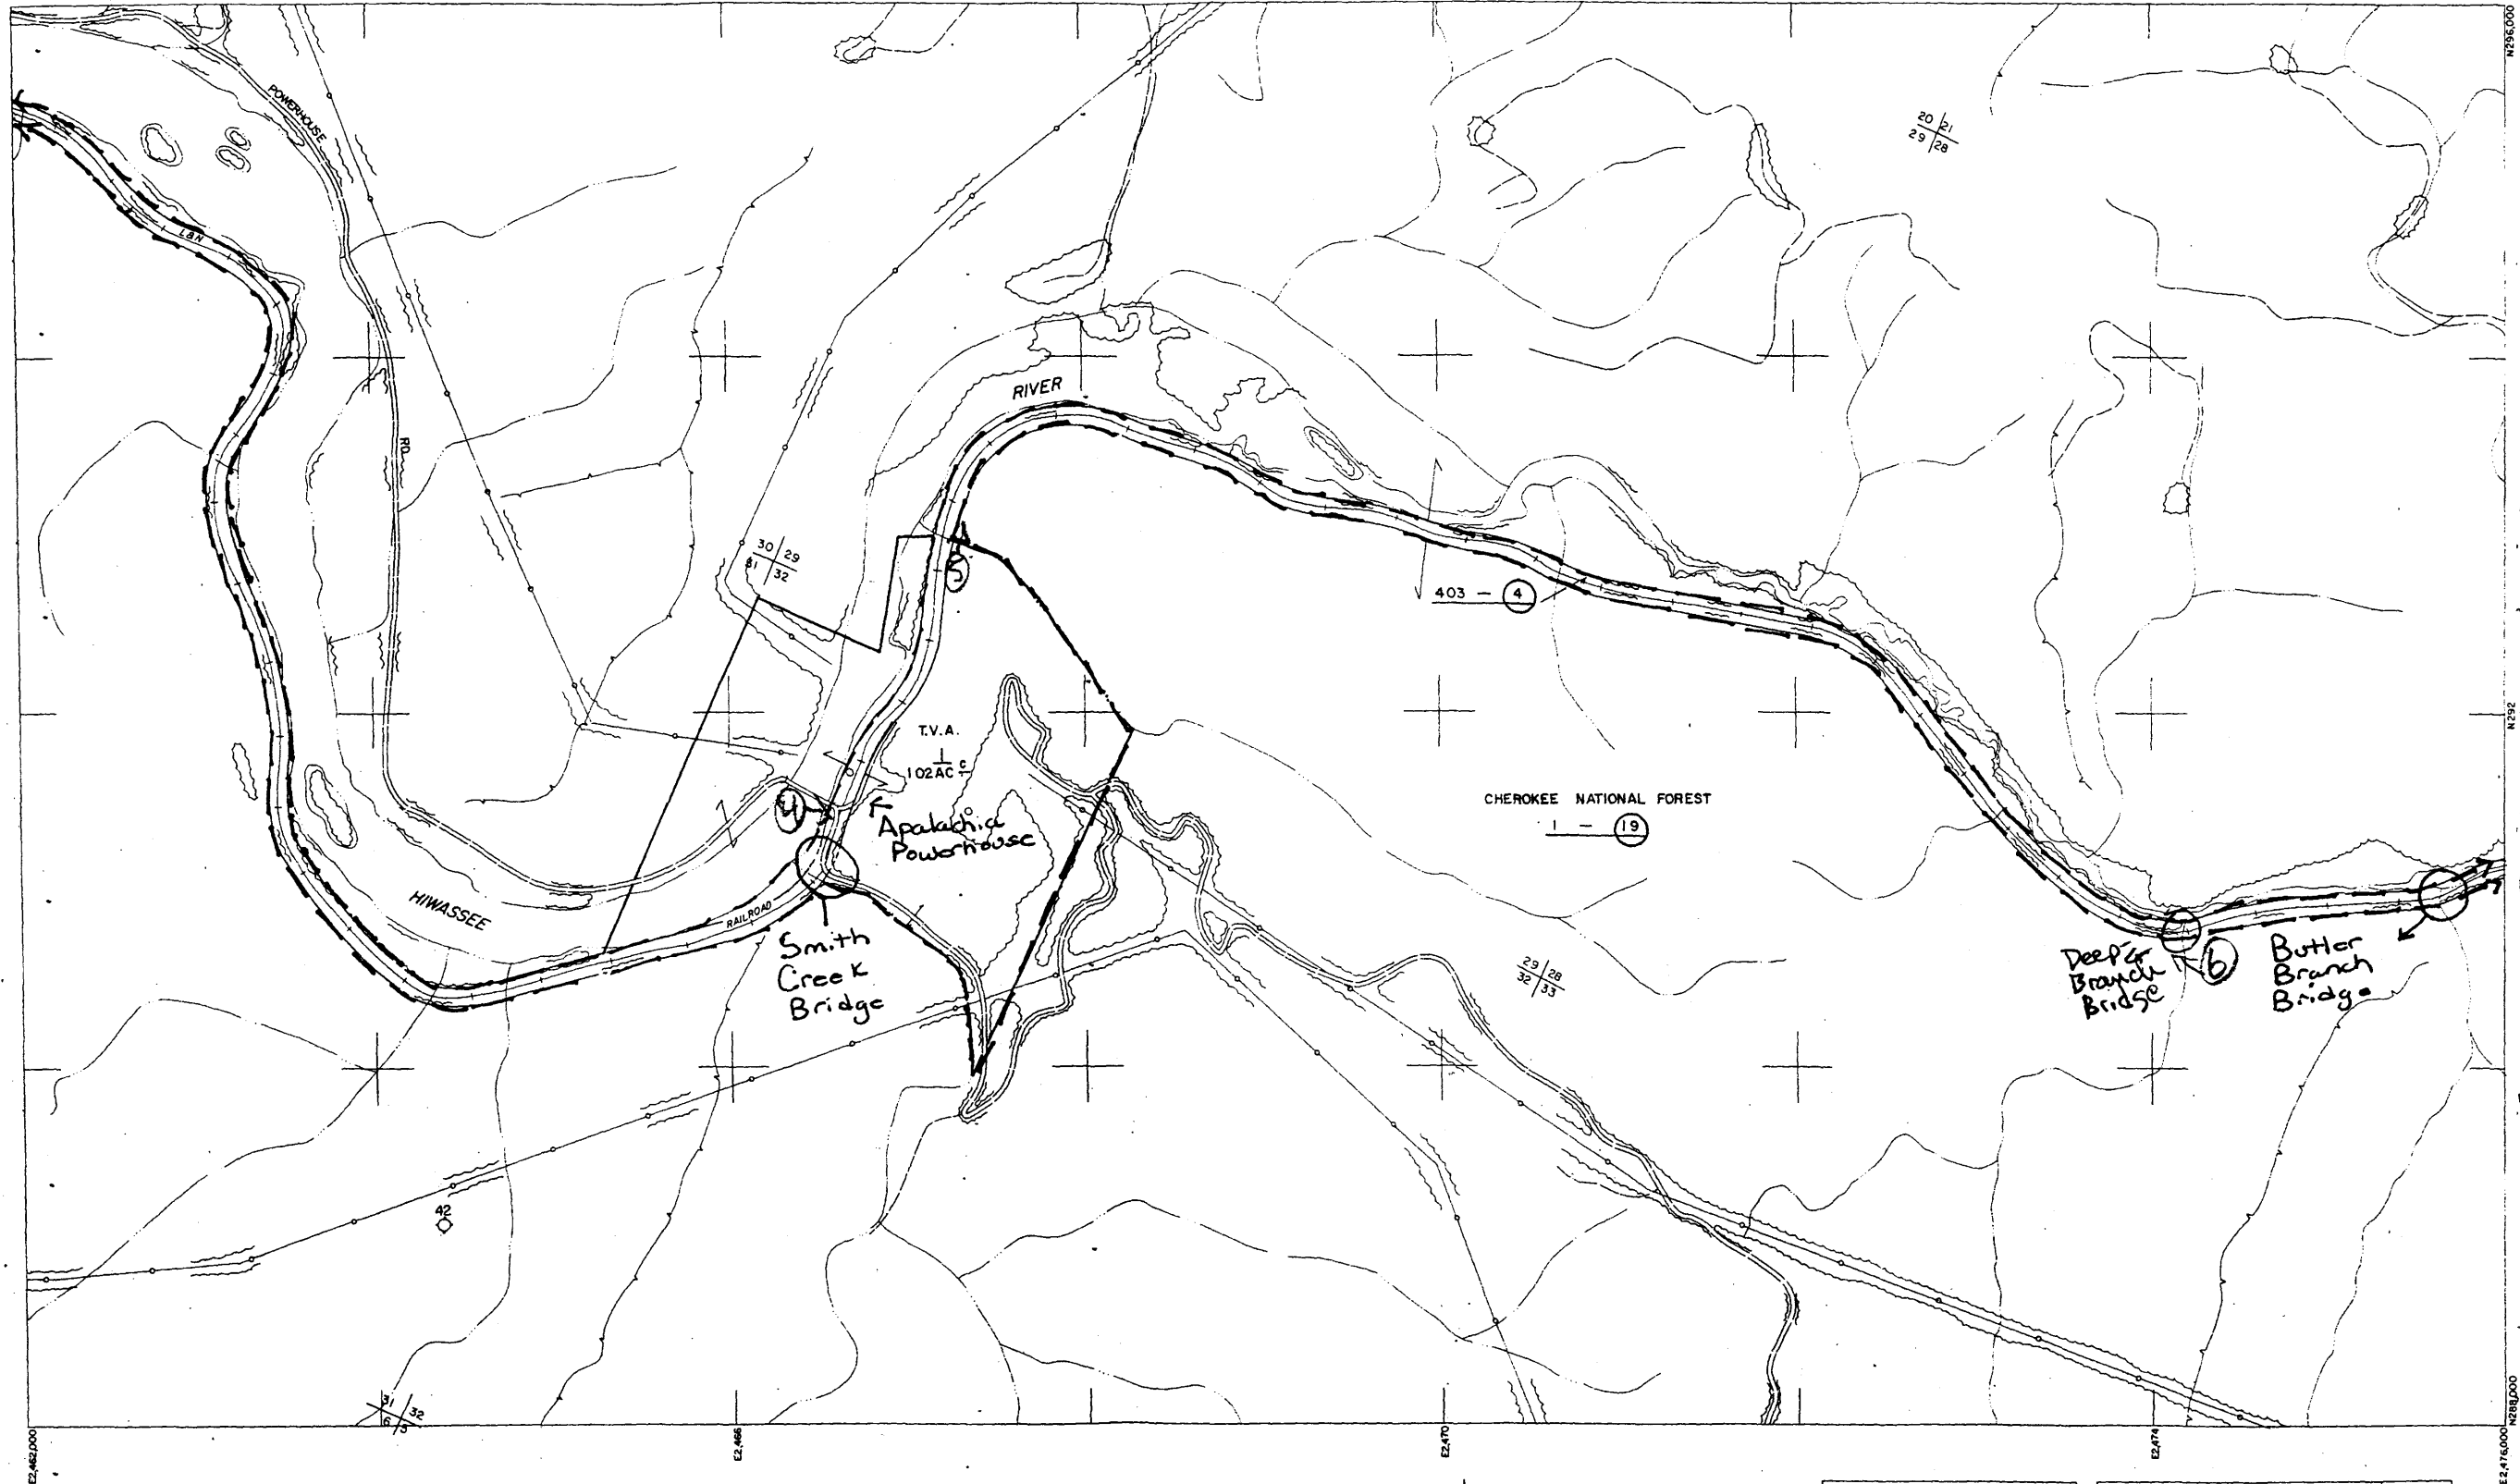 N296,000
POWERHOUSE
20 21
29 28
L&N
RIVER
RD.
30 29
31 32
5
403 - 4
N292
T.V.A.
1
102AC C
4
Apalachia
Powerhouse
CHEROKEE NATIONAL FOREST
1 - 19
HIWASSEE
RAILROAD
Smith
Creek
Bridge
29 28
32 33
Deep
Branch
Bridge
6
Butler
Branch
Bridge
42
31 32
6 5
N288,000
E2,462,000
E2,466
E2,470
E2,474
E2,476,000